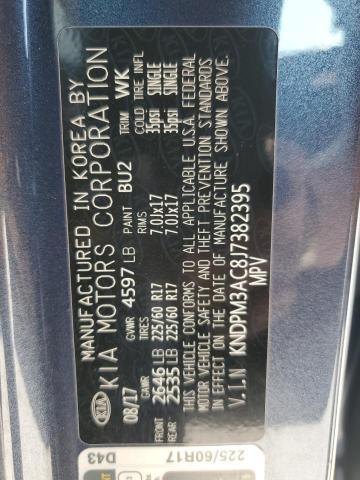 MANUFACTURED IN KOREA BY
KIA KIA MOTORS CORPORATION
08/17 GVWR 4597 LB PAINT BU2 TRIM WK
GAWR TIRES RIMS COLD TIRE INFL
FRONT 2646 LB 225/60 R17 7.0JX17 35psi SINGLE
REAR 2535 LB 225/60 R17 7.0JX17 35psi SINGLE
THIS VEHICLE CONFORMS TO ALL APPLICABLE U.S.A. FEDERAL
MOTOR VEHICLE SAFETY AND THEFT PREVENTION STANDARDS
IN EFFECT ON THE DATE OF MANUFACTURE SHOWN ABOVE.
V.I.N KNDPM3AC8J7382395
MPV
D43 225/60R17